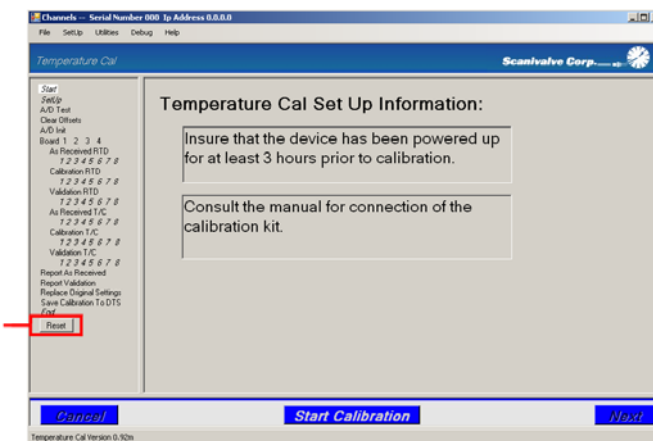 Channels -- Serial Number 000 Ip Address 0.0.0.0
File SetUp Utilities Debug Help
Temperature Cal
Scanivalve Corp.
Start
SetUp
A/D Test
Clear Offsets
A/D Init
Board 1 2 3 4
As Received RTD
1 2 3 4 5 6 7 8
Calibration RTD
1 2 3 4 5 6 7 8
Validation RTD
1 2 3 4 5 6 7 8
As Received T/C
1 2 3 4 5 6 7 8
Calibration T/C
1 2 3 4 5 6 7 8
Validation T/C
1 2 3 4 5 6 7 8
Report As Received
Report Validation
Replace Original Settings
Save Calibration To DTS
End
Reset
Temperature Cal Set Up Information:
Insure that the device has been powered up
for at least 3 hours prior to calibration.
Consult the manual for connection of the
calibration kit.
Cancel
Start Calibration
Next
Temperature Cal Version 0.92m